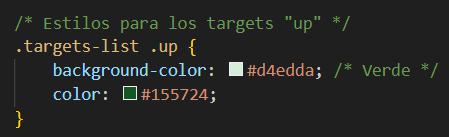 /* Estilos para los targets "up" */
.targets-list .up {
background-color: #d4edda; /* Verde */
color: #155724;
}